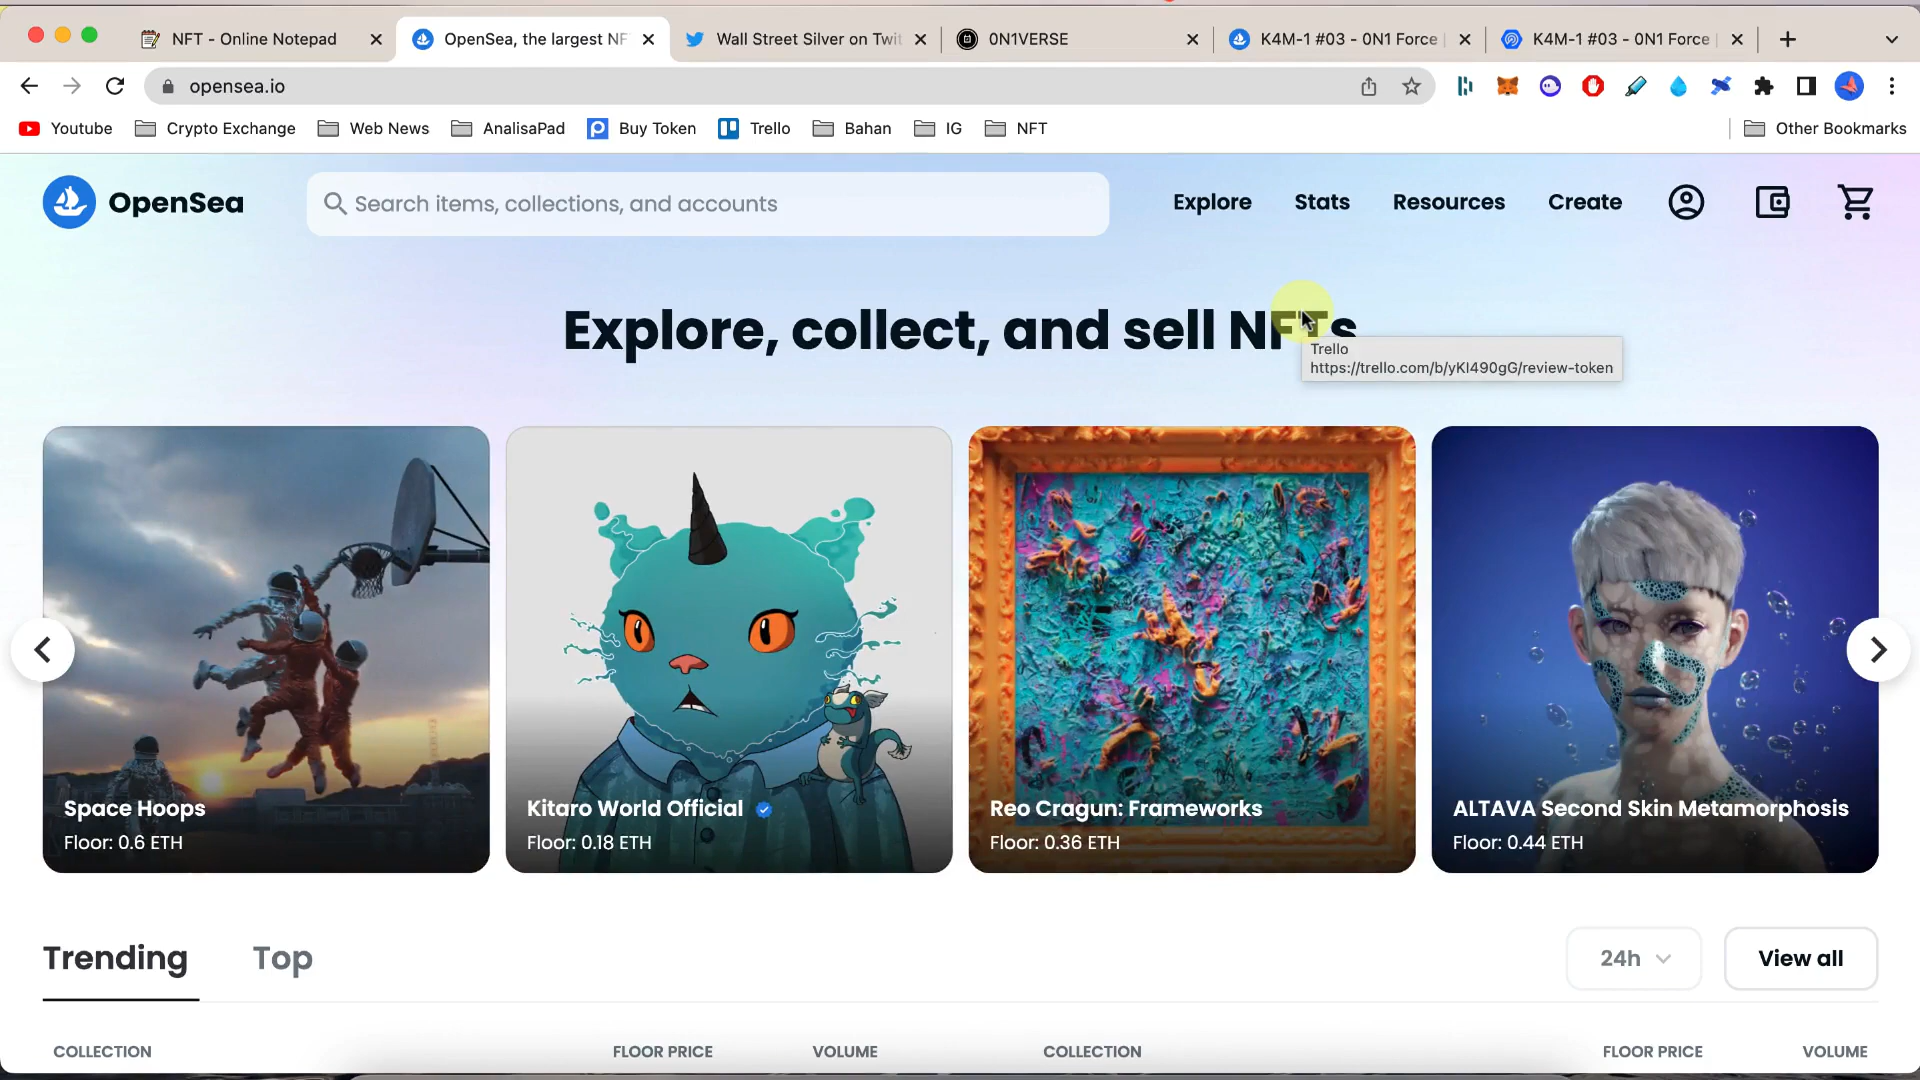 NFT - Online Notepad
OpenSea, the largest NF
Wall Street Silver on Twit
0N1VERSE
K4M-1 #03 - 0N1 Force |
K4M-1 #03 - 0N1 Force |
opensea.io
Youtube
Crypto Exchange
Web News
AnalisaPad
Buy Token
Trello
Bahan
IG
NFT
Other Bookmarks
OpenSea
Search items, collections, and accounts
Explore
Stats
Resources
Create
Explore, collect, and sell NFTs
Trello
https://trello.com/b/yKl490gG/review-token
Space Hoops
Floor: 0.6 ETH
Kitaro World Official
Floor: 0.18 ETH
Reo Cragun: Frameworks
Floor: 0.36 ETH
ALTAVA Second Skin Metamorphosis
Floor: 0.44 ETH
Trending
Top
24h
View all
COLLECTION
FLOOR PRICE
VOLUME
COLLECTION
FLOOR PRICE
VOLUME